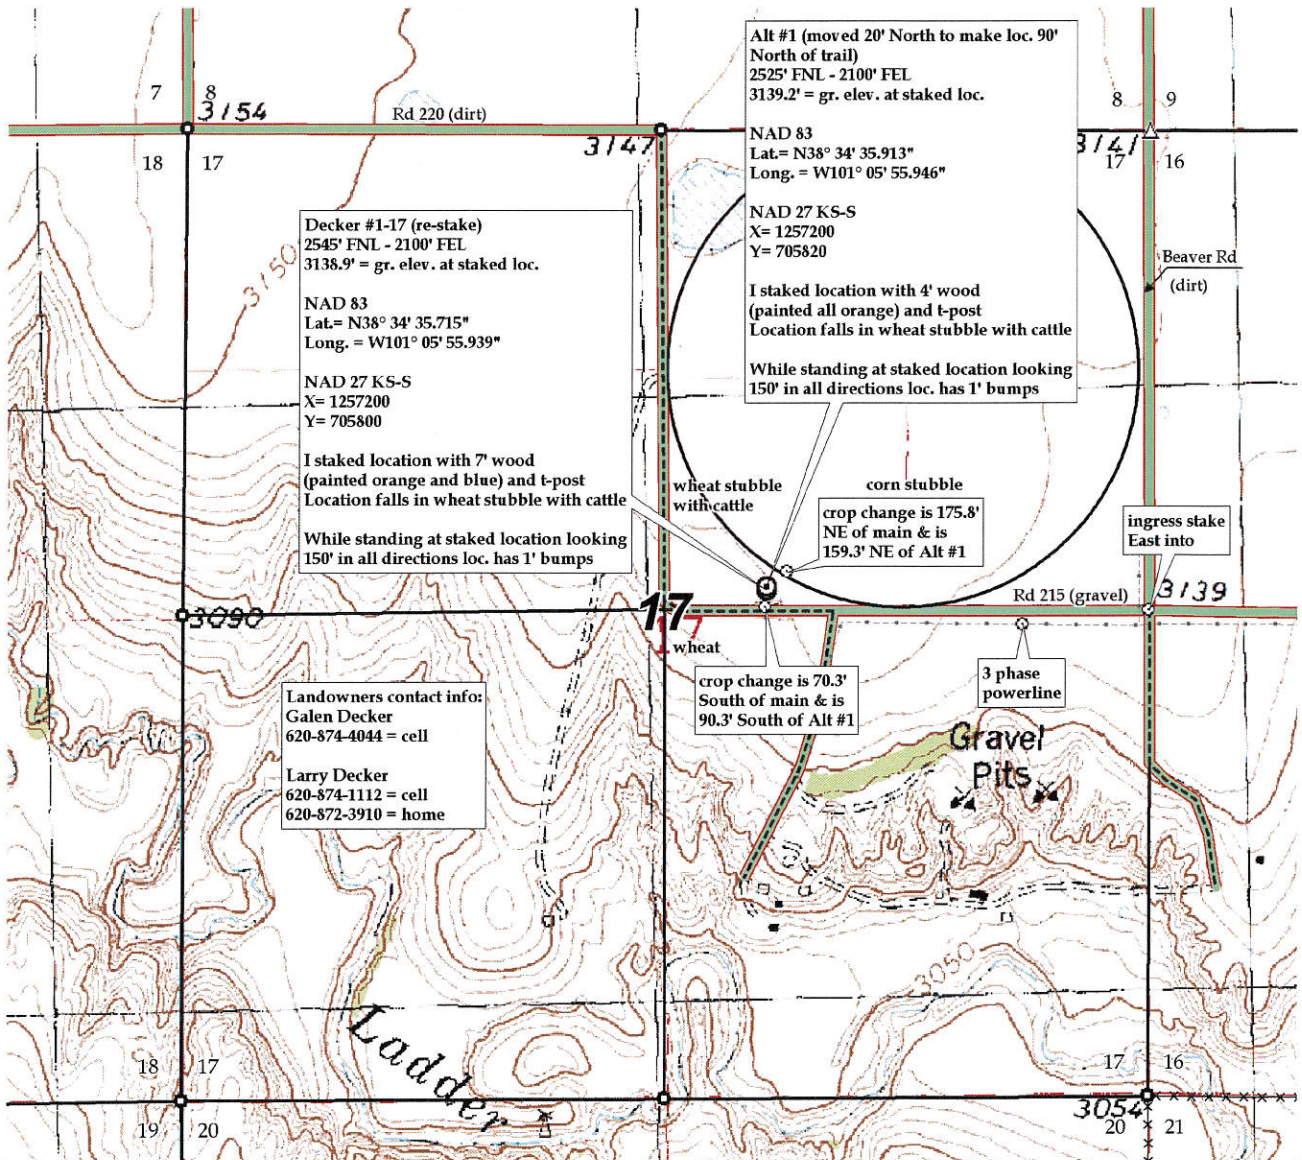 7
8
3154
Rd 220 (dirt)
18
17
3147
Alt #1 (moved 20' North to make loc. 90'
North of trail)
2525' FNL - 2100' FEL
3139.2' = gr. elev. at staked loc.
NAD 83
Lat.= N38° 34' 35.913"
Long. = W101° 05' 55.946"
NAD 27 KS-S
X= 1257200
Y= 705820
I staked location with 4' wood
(painted all orange) and t-post
Location falls in wheat stubble with cattle
While standing at staked location looking
150' in all directions loc. has 1' bumps
8
9
3141
17
16
Decker #1-17 (re-stake)
2545' FNL - 2100' FEL
3138.9' = gr. elev. at staked loc.
NAD 83
Lat.= N38° 34' 35.715"
Long. = W101° 05' 55.939"
NAD 27 KS-S
X= 1257200
Y= 705800
I staked location with 7' wood
(painted orange and blue) and t-post
Location falls in wheat stubble with cattle
While standing at staked location looking
150' in all directions loc. has 1' bumps
3150
Beaver Rd
(dirt)
wheat stubble
with cattle
corn stubble
crop change is 175.8'
NE of main & is
159.3' NE of Alt #1
ingress stake
East into
3090
17
17
wheat
Rd 215 (gravel)
3139
crop change is 70.3'
South of main & is
90.3' South of Alt #1
3 phase
powerline
Landowners contact info:
Galen Decker
620-874-4044 = cell
Larry Decker
620-874-1112 = cell
620-872-3910 = home
Gravel
Pits
3050
Ladder
18
17
19
20
17
16
3054
20
21